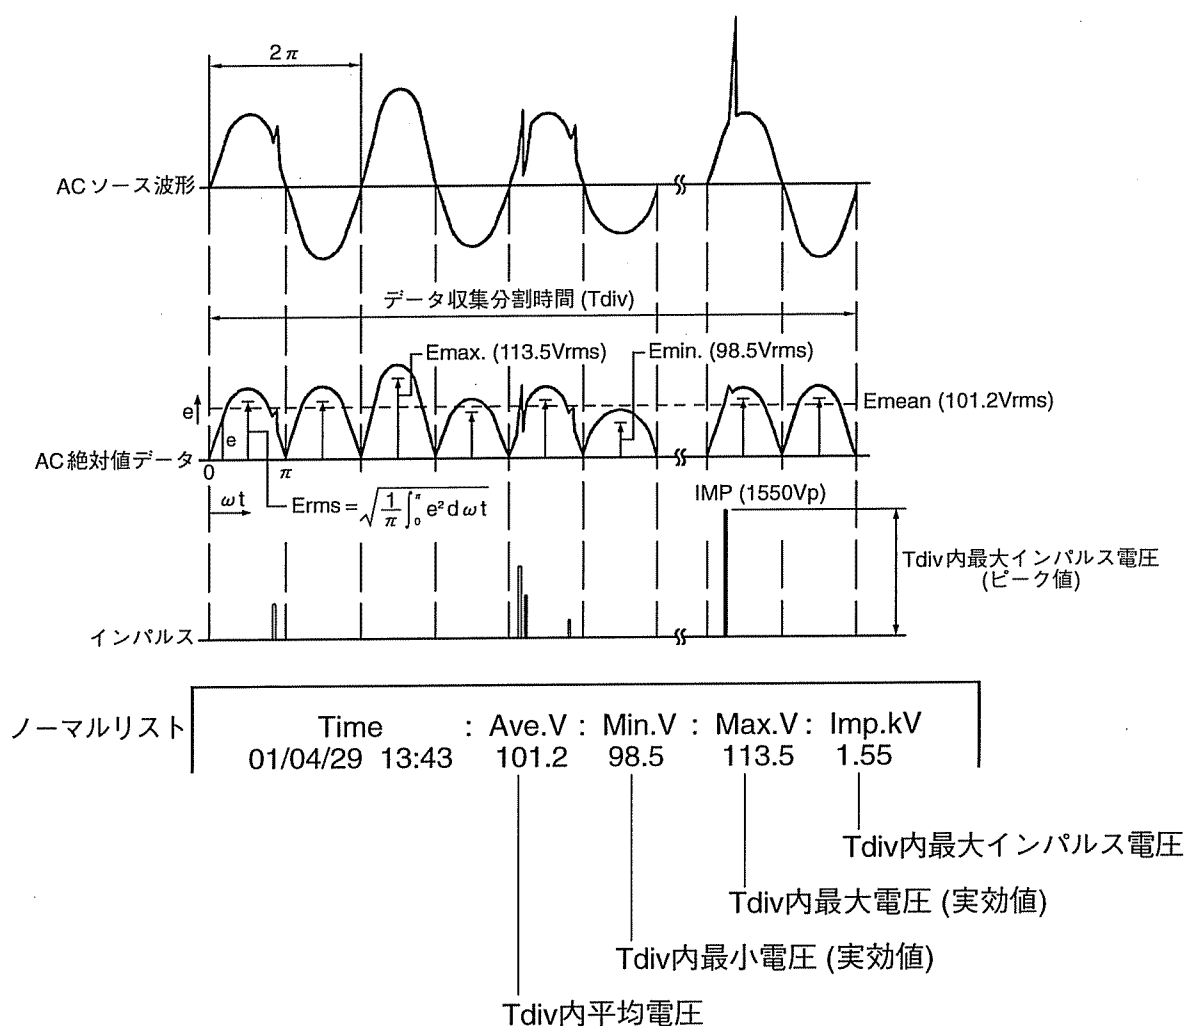 2π
ACソース波形
データ収集分割時間 (Tdiv)
Emax. (113.5Vrms)
Emin. (98.5Vrms)
e
Emean (101.2Vrms)
e
AC絶対値データ
0
π
ωt
Erms=√1/π∫₀^π e² d ωt
IMP (1550Vp)
Tdiv内最大インパルス電圧
(ピーク値)
インパルス
ノーマルリスト
Time : Ave.V : Min.V : Max.V : Imp.kV
01/04/29 13:43 101.2 98.5 113.5 1.55
Tdiv内最大インパルス電圧
Tdiv内最大電圧 (実効値)
Tdiv内最小電圧 (実効値)
Tdiv内平均電圧